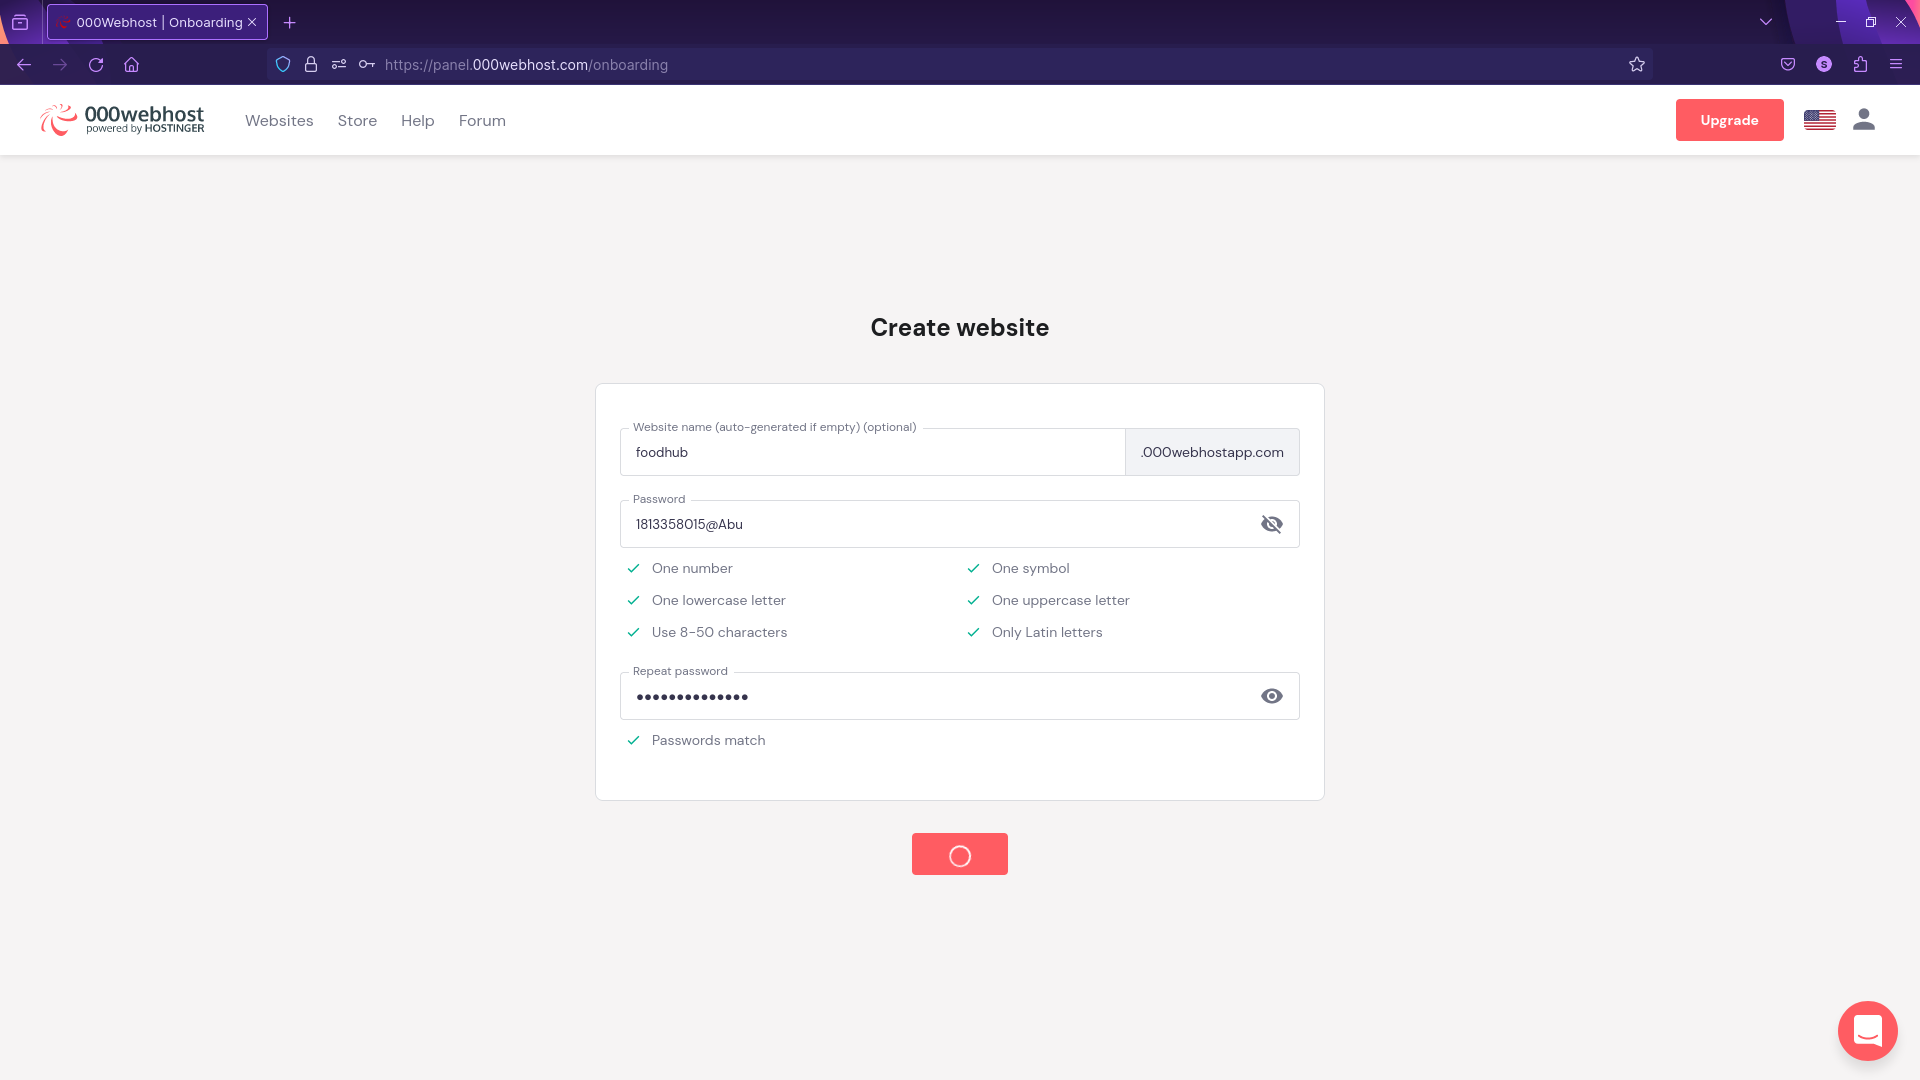 000Webhost | Onboarding
https://panel.000webhost.com/onboarding
S
000webhost
powered by HOSTINGER
Websites Store Help Forum
Upgrade
Create website
Website name (auto-generated if empty) (optional)
foodhub
.000webhostapp.com
Password
1813358015@Abu
One number
One symbol
One lowercase letter
One uppercase letter
Use 8-50 characters
Only Latin letters
Repeat password
••••••••••••••
Passwords match